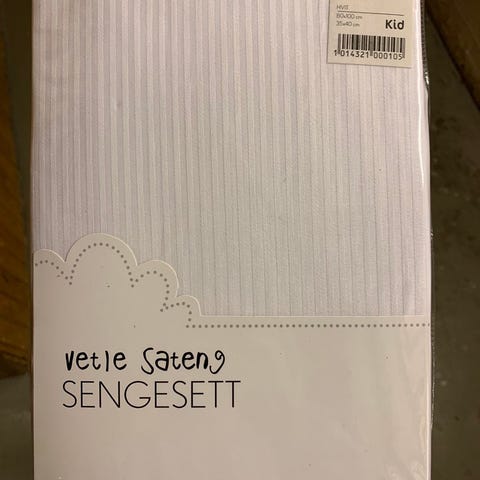 HVIT
80x100 cm
35x40 cm
Kid
1 014321 000105
vetle sateng
SENGESETT